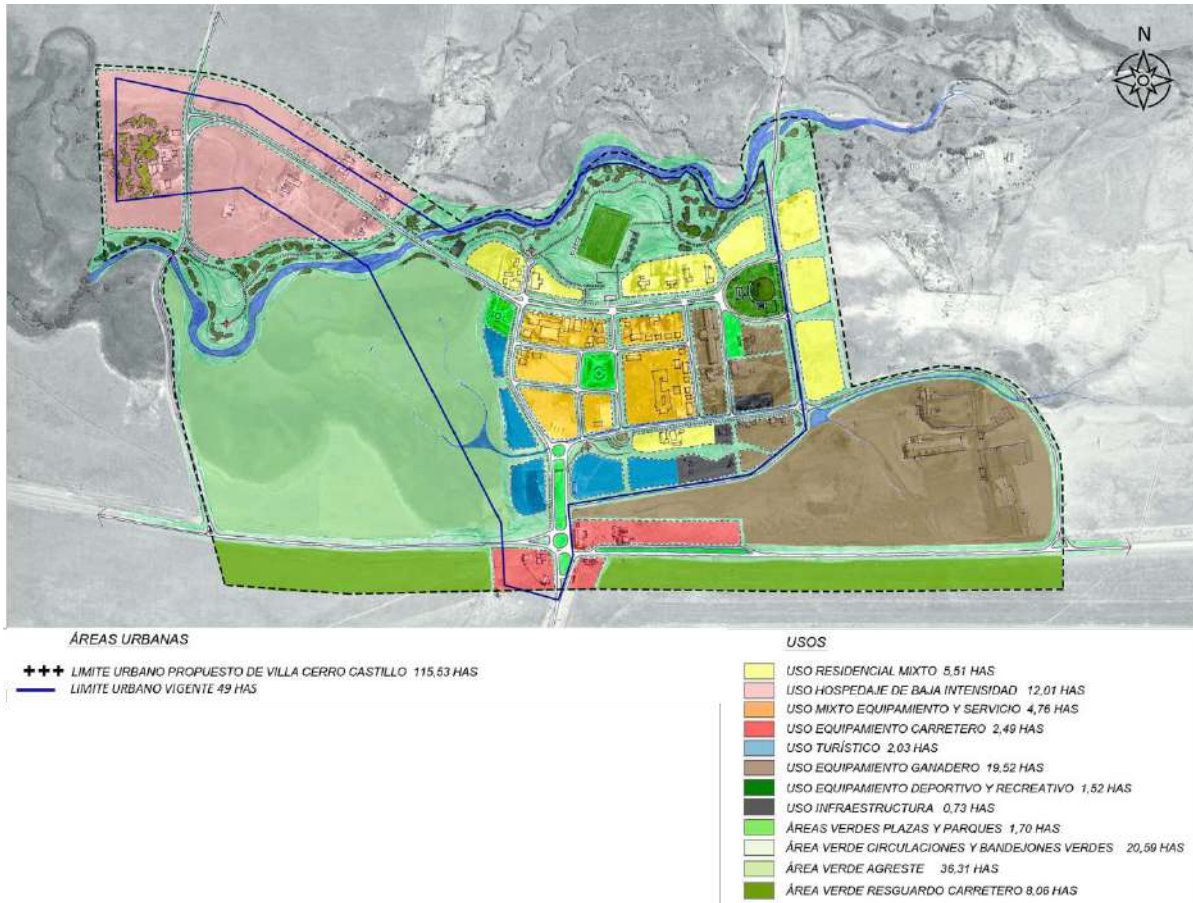 N
ÁREAS URBANAS
LIMITE URBANO PROPUESTO DE VILLA CERRO CASTILLO 115,53 HAS
LIMITE URBANO VIGENTE 49 HAS
USOS
USO RESIDENCIAL MIXTO 5,51 HAS
USO HOSPEDAJE DE BAJA INTENSIDAD 12,01 HAS
USO MIXTO EQUIPAMIENTO Y SERVICIO 4,76 HAS
USO EQUIPAMIENTO CARRETERO 2,49 HAS
USO TURÍSTICO 2,03 HAS
USO EQUIPAMIENTO GANADERO 19,52 HAS
USO EQUIPAMIENTO DEPORTIVO Y RECREATIVO 1,52 HAS
USO INFRAESTRUCTURA 0,73 HAS
ÁREAS VERDES PLAZAS Y PARQUES 1,70 HAS
ÁREA VERDE CIRCULACIONES Y BANDEJONES VERDES 20,59 HAS
ÁREA VERDE AGRESTE 36,31 HAS
ÁREA VERDE RESGUARDO CARRETERO 8,06 HAS